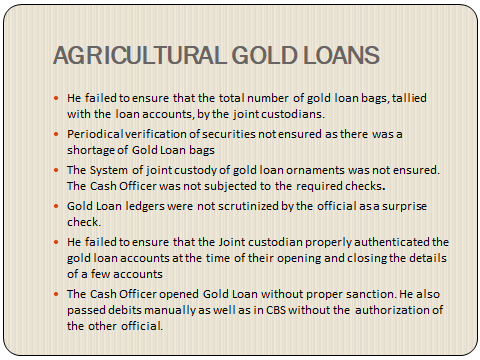 AGRICULTURAL GOLD LOANS
• He failed to ensure that the total number of gold loan bags, tallied
with the loan accounts, by the joint custodians.
• Periodical verification of securities not ensured as there was a
shortage of Gold Loan bags
• The System of joint custody of gold loan ornaments was not ensured.
The Cash Officer was not subjected to the required checks.
• Gold Loan ledgers were not scrutinized by the official as a surprise
check.
• He failed to ensure that the Joint custodian properly authenticated the
gold loan accounts at the time of their opening and closing the details
of a few accounts
• The Cash Officer opened Gold Loan without proper sanction. He also
passed debits manually as well as in CBS without the authorization of
the other official.